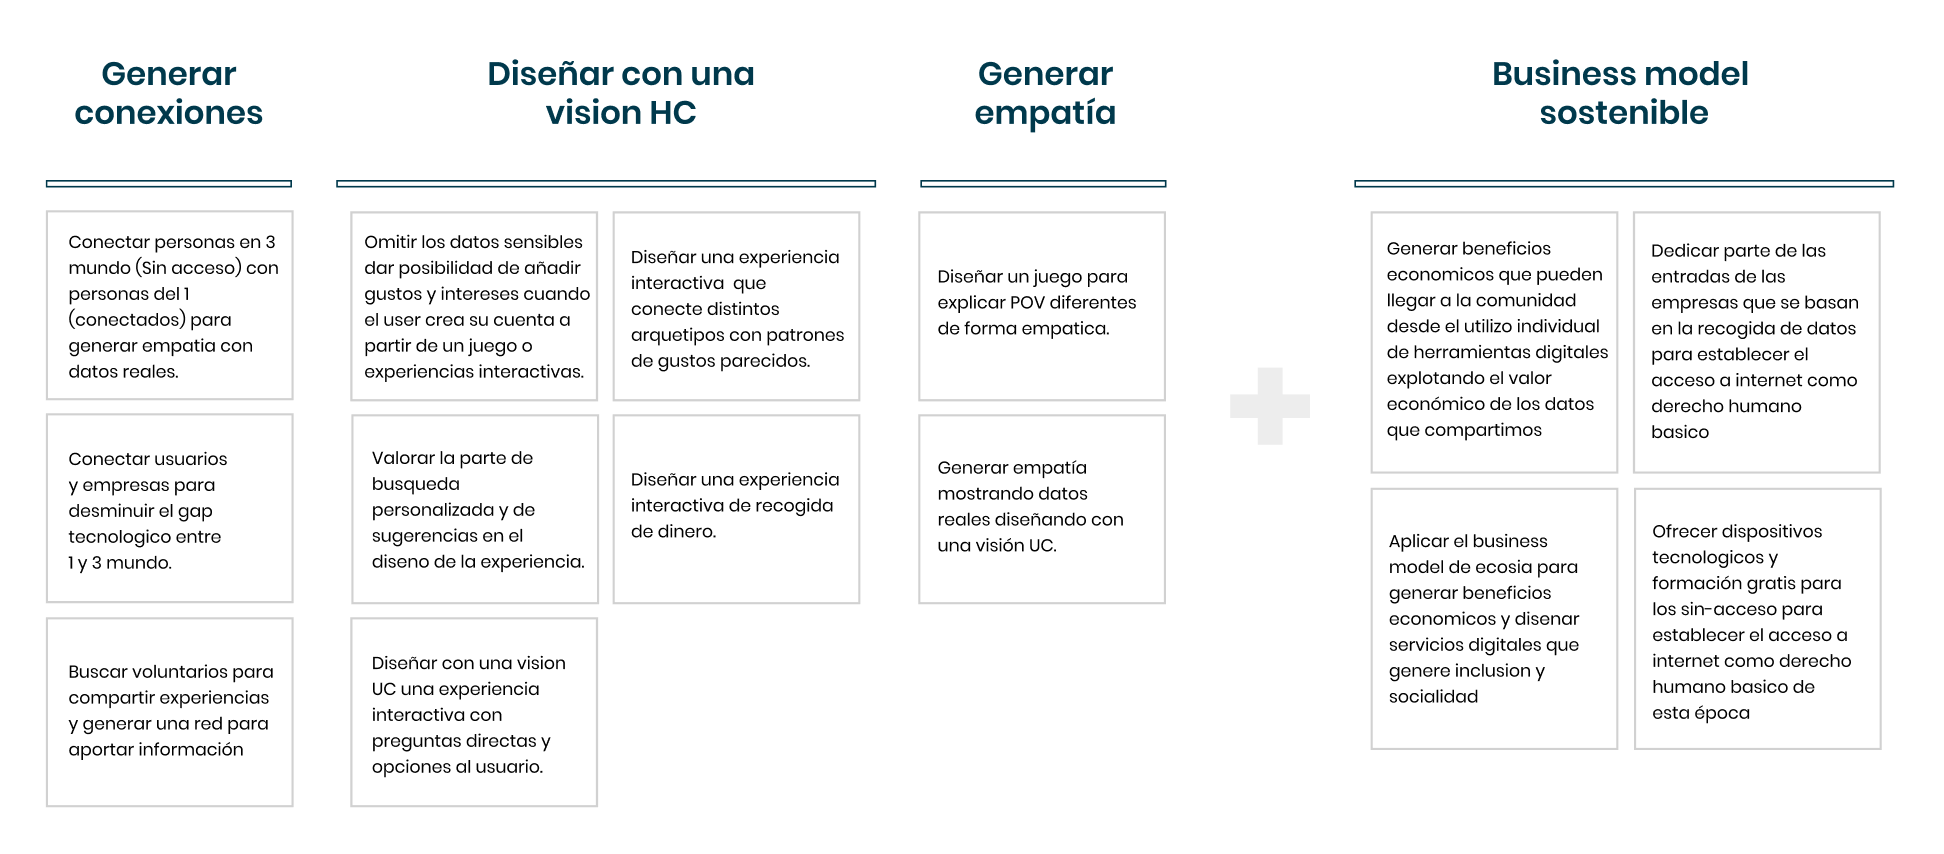 Generar
conexiones
Conectar personas en 3
mundo (Sin acceso) con
personas del 1
(conectados) para
generar empatia con
datos reales.
Conectar usuarios
y empresas para
desminuir el gap
tecnologico entre
1 y 3 mundo.
Buscar voluntarios para
compartir experiencias
y generar una red para
aportar información
Diseñar con una
vision HC
Omitir los datos sensibles
dar posibilidad de añadir
gustos y intereses cuando
el user crea su cuenta a
partir de un juego o
experiencias interactivas.
Diseñar una experiencia
interactiva  que
conecte distintos
arquetipos con patrones
de gustos parecidos.
Valorar la parte de
busqueda
personalizada y de
sugerencias en el
diseno de la experiencia.
Diseñar una experiencia
interactiva de recogida
de dinero.
Diseñar con una vision
UC una experiencia
interactiva con
preguntas directas y
opciones al usuario.
Generar
empatía
Diseñar un juego para
explicar POV diferentes
de forma empatica.
Generar empatía
mostrando datos
reales diseñando con
una visión UC.
Business model
sostenible
Generar beneficios
economicos que pueden
llegar a la comunidad
desde el utilizo individual
de herramientas digitales
explotando el valor
económico de los datos
que compartimos
Dedicar parte de las
entradas de las
empresas que se basan
en la recogida de datos
para establecer el
acceso a internet como
derecho humano
basico
Aplicar el business
model de ecosia para
generar beneficios
economicos y disenar
servicios digitales que
genere inclusion y
socialidad
Ofrecer dispositivos
tecnologicos y
formación gratis para
los sin-acceso para
establecer el acceso a
internet como derecho
humano basico de
esta época